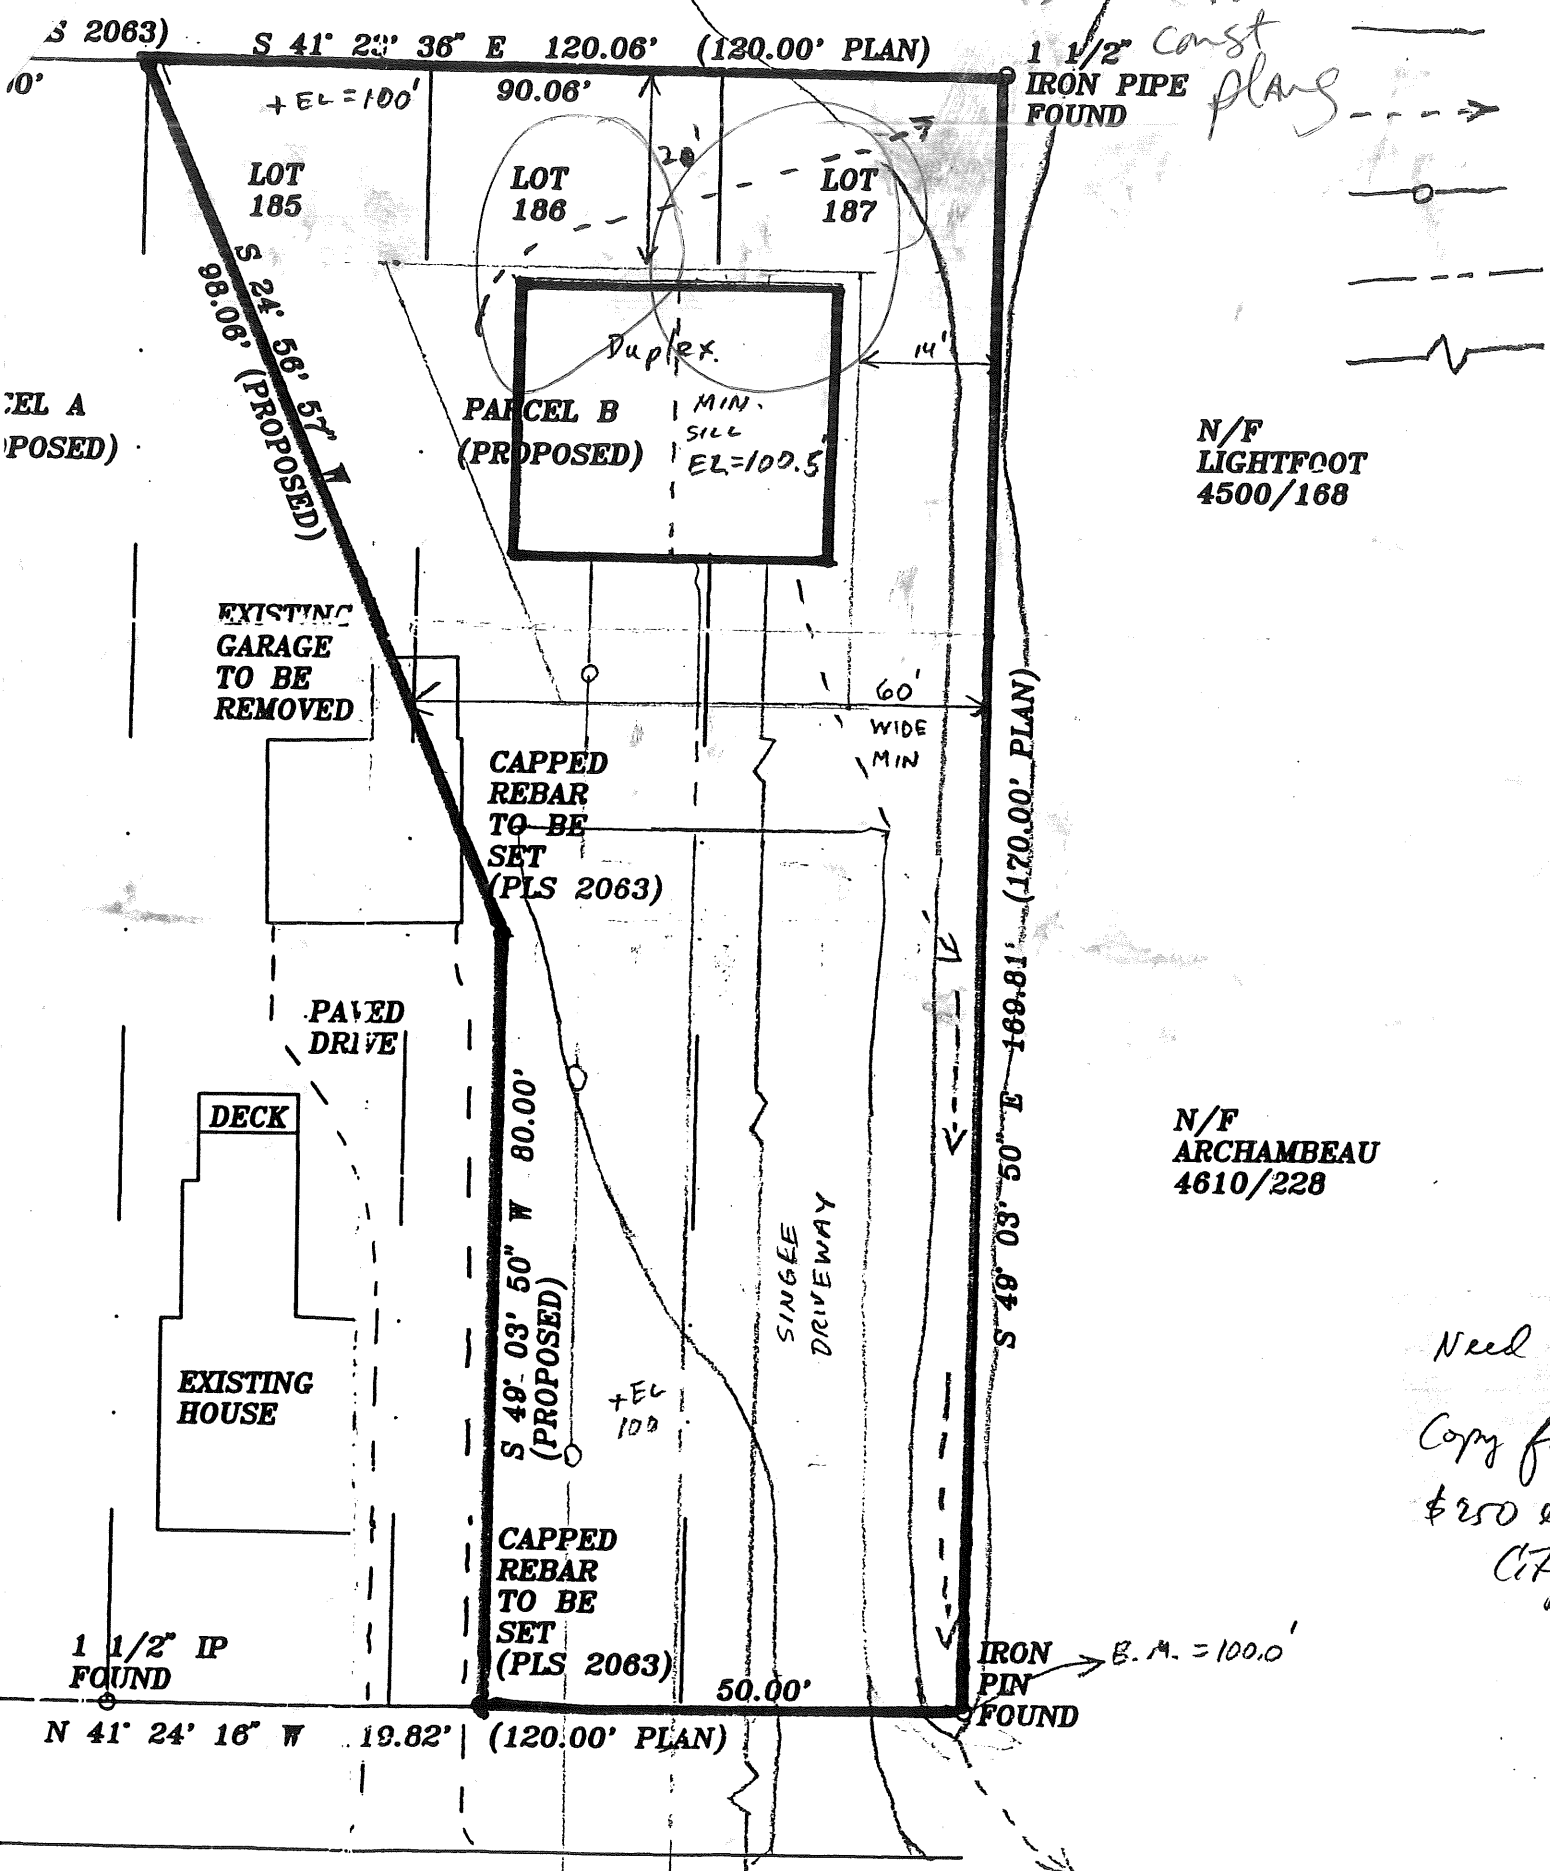 S 2063)
S 41° 23' 36" E 120.06' (120.00' PLAN)
1 1/2"
IRON PIPE
FOUND
const
plans
00'
+ EL=100'
90.06'
20'
LOT
185
LOT
186
LOT
187
S 24° 56' 57" W
98.06' (PROPOSED)
Duplex.
14'
CEL A
OPOSED)
PARCEL B
(PROPOSED)
MIN.
SILL
EL=100.5'
N/F
LIGHTFOOT
4500/168
EXISTING
GARAGE
TO BE
REMOVED
60'
WIDE
MIN
CAPPED
REBAR
TO BE
SET
(PLS 2063)
S 49° 03' 50" E 169.81' (170.00' PLAN)
PAVED
DRIVE
DECK
S 49° 03' 50" W 80.00'
(PROPOSED)
SINGLE
DRIVEWAY
N/F
ARCHAMBEAU
4610/228
EXISTING
HOUSE
+EL
100
Need
Copy
$250
CAPPED
REBAR
TO BE
SET
(PLS 2063)
1 1/2" IP
FOUND
IRON
PIN
FOUND
B.M. = 100.0'
50.00'
N 41° 24' 16" W 119.82' (120.00' PLAN)